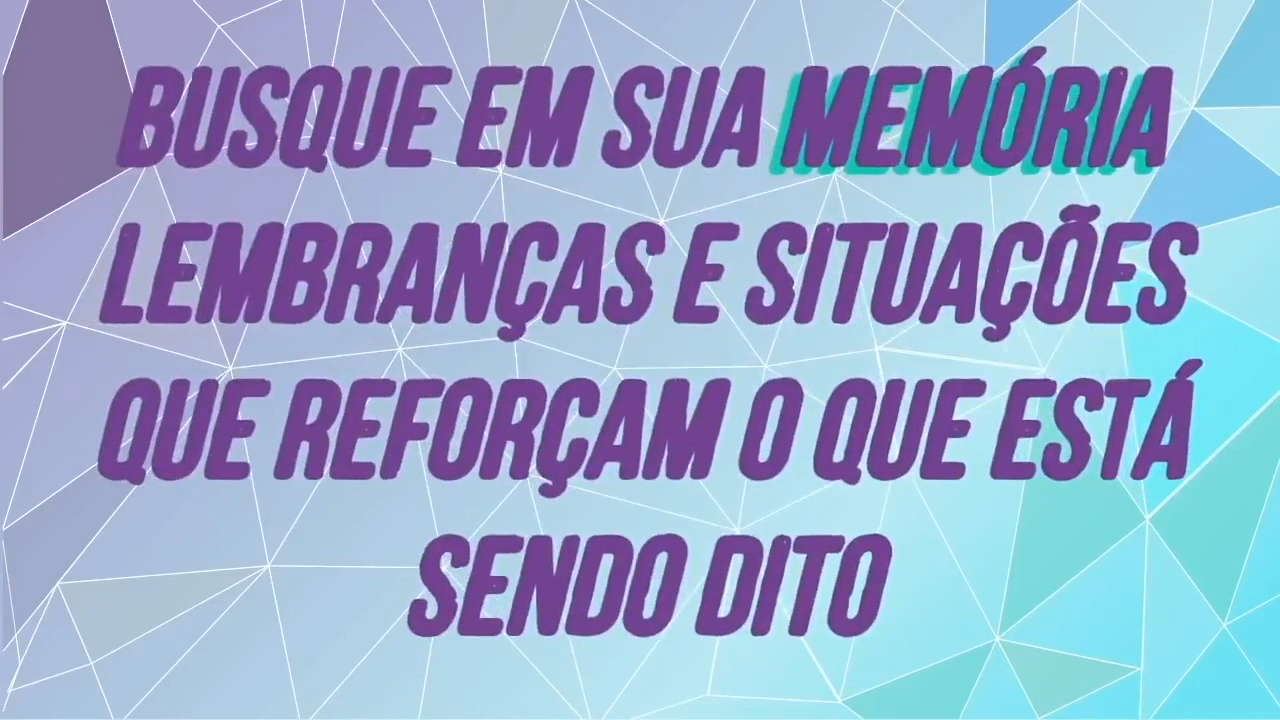 BUSQUE EM SUA MEMÓRIA
LEMBRANÇAS E SITUAÇÕES
QUE REFORÇAM O QUE ESTÁ
SENDO DITO